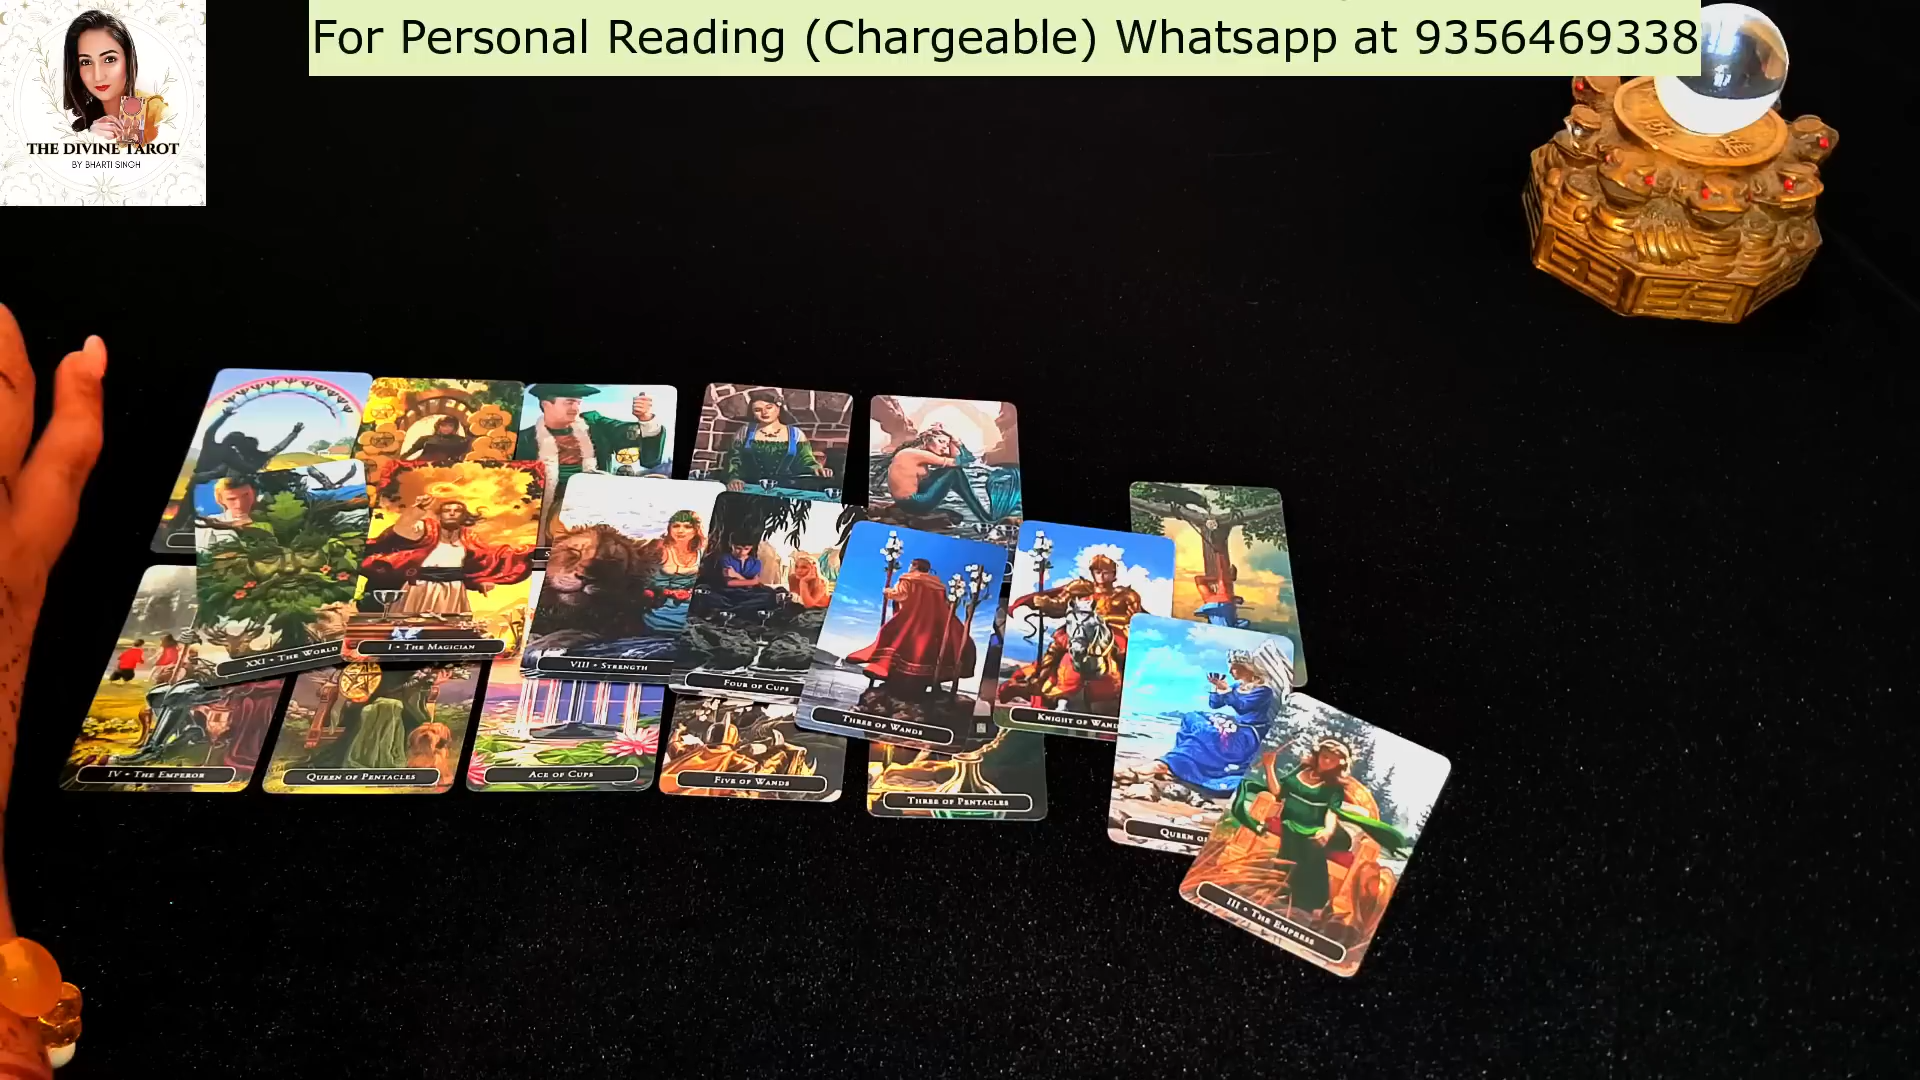 For Personal Reading (Chargeable) Whatsapp at 9356469338
THE DIVINE TAROT
BY BHARTI SINGH
XXI • THE WORLD
I • THE MAGICIAN
VIII • STRENGTH
FOUR OF CUPS
THREE OF WANDS
KNIGHT OF WAND
QUEEN O
III • THE EMPRESS
IV • THE EMPEROR
QUEEN OF PENTACLES
ACE OF CUPS
FIVE OF WANDS
THREE OF PENTACLES